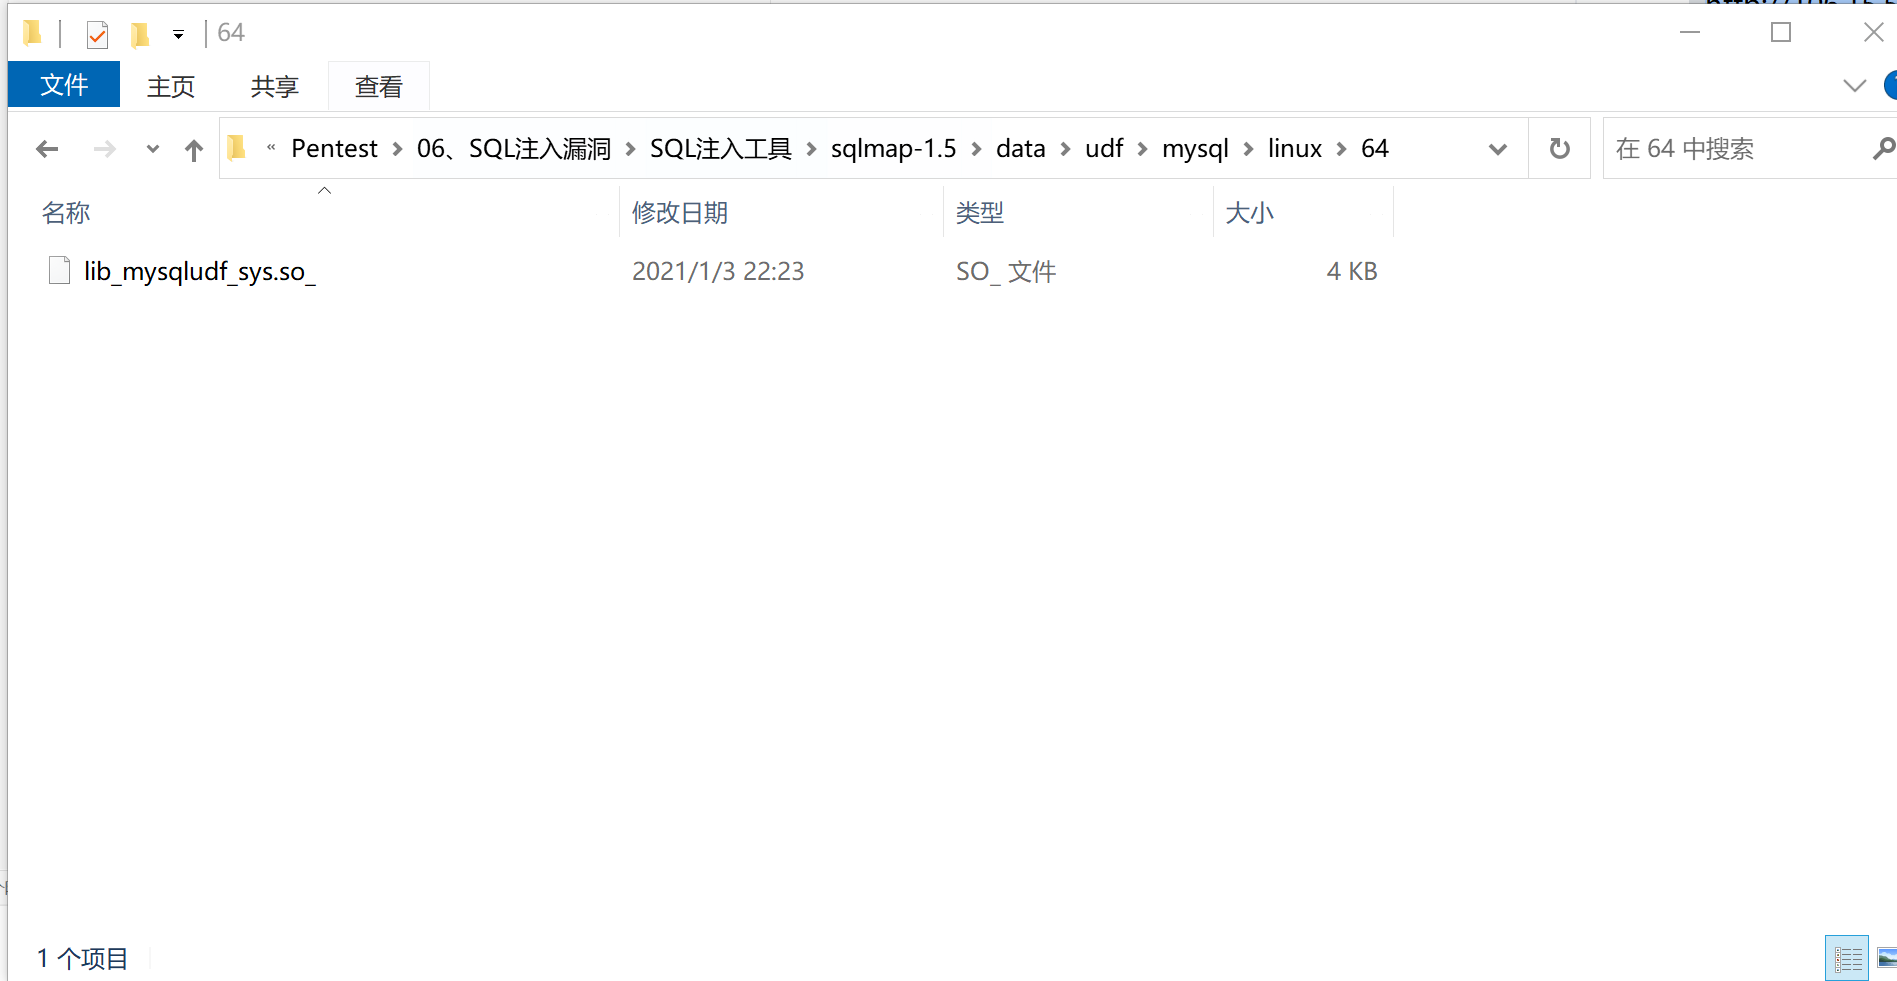 64
文件 主页 共享 查看
« Pentest › 06、SQL注入漏洞 › SQL注入工具 › sqlmap-1.5 › data › udf › mysql › linux › 64 在 64 中搜索
名称 修改日期 类型 大小
lib_mysqludf_sys.so_ 2021/1/3 22:23 SO_ 文件 4 KB
1 个项目